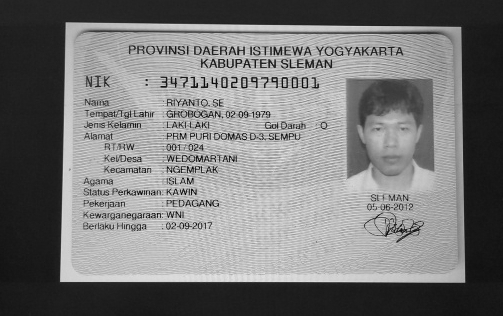 PROVINSI DAERAH ISTIMEWA YOGYAKARTA
KABUPATEN SLEMAN
NIK : 3471140209790001
Nama : RIYANTO. SE
Tempat/Tgl Lahir : GROBOGAN, 02-09-1979
Jenis Kelamin : LAKI-LAKI Gol Darah : O
Alamat : PRM PURI DOMAS D-3, SEMPU
RT/RW : 001 / 024
Kel/Desa : WEDOMARTANI
Kecamatan : NGEMPLAK
Agama : ISLAM
Status Perkawinan: KAWIN
Pekerjaan : PEDAGANG
Kewarganegaraan: WNI
Berlaku Hingga : 02-09-2017
SLEMAN
05-06-2012